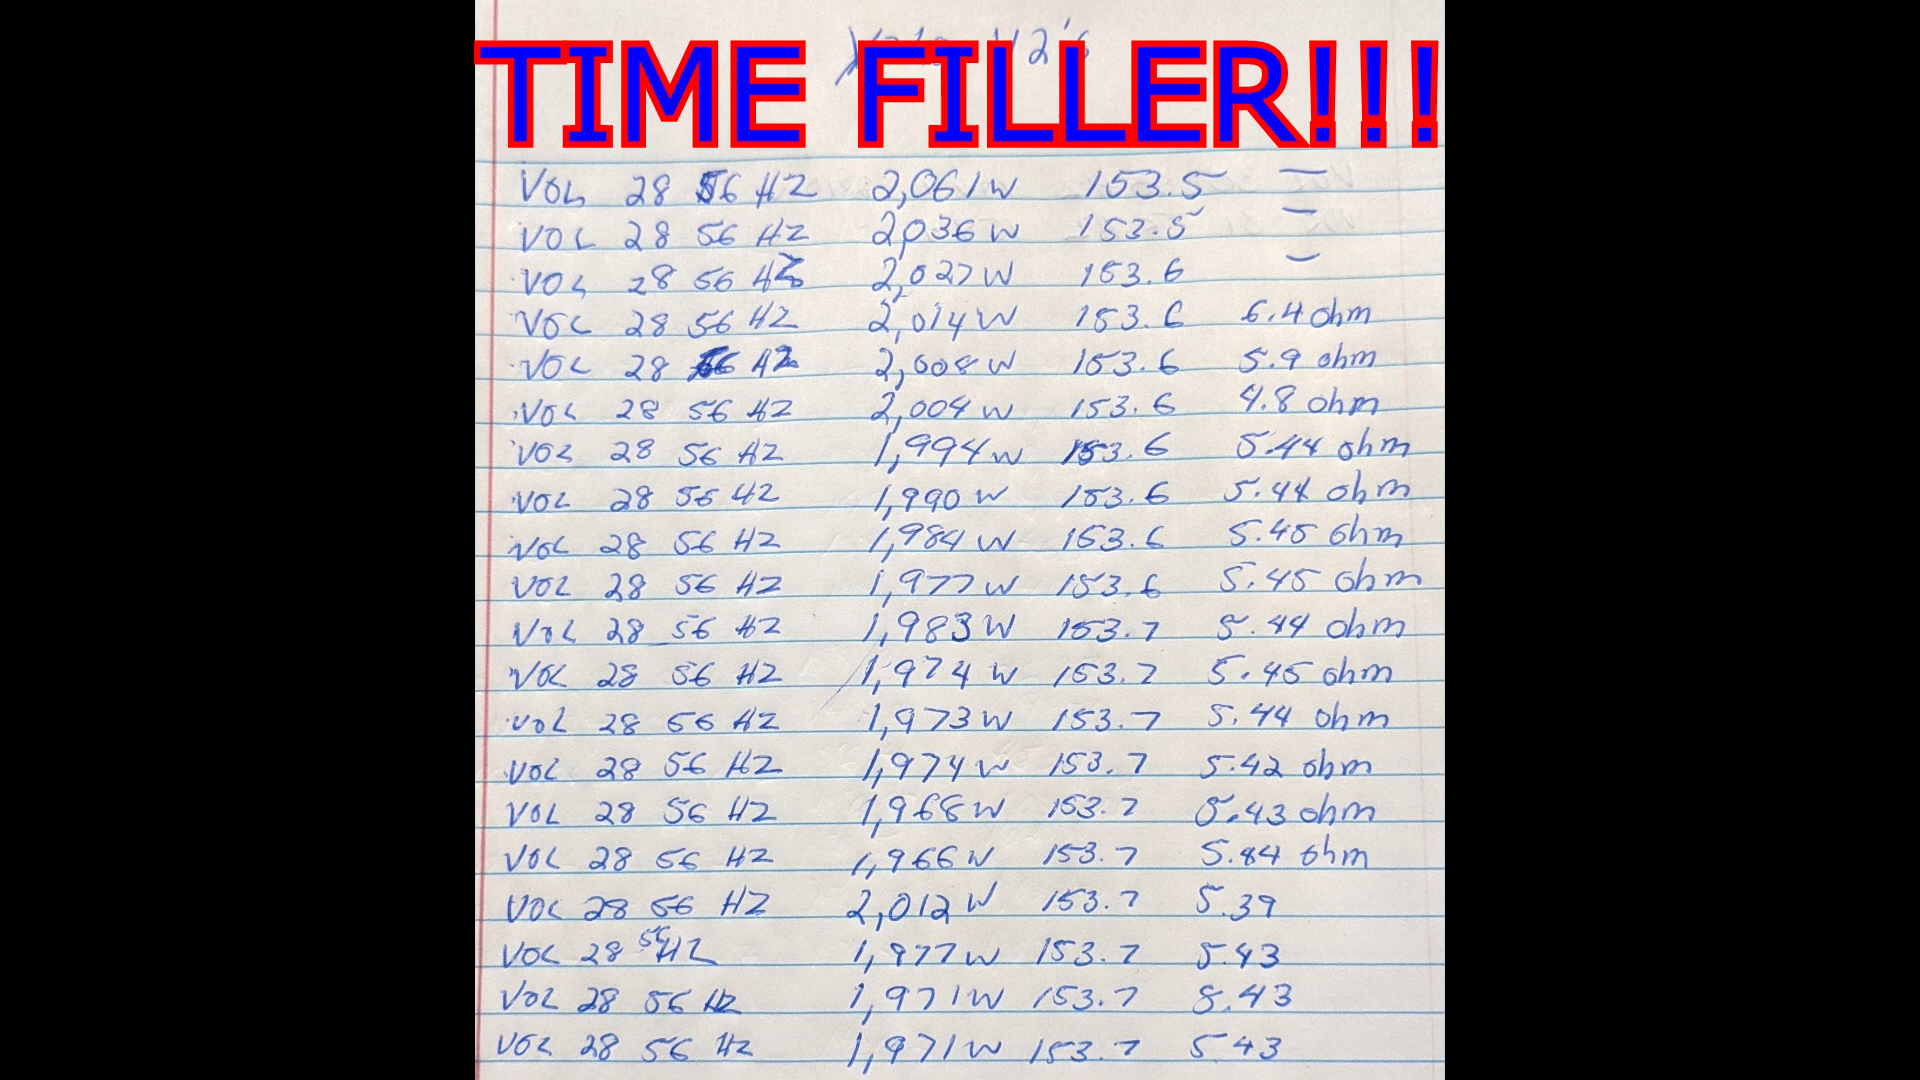 12's
TIME FILLER!!!
VOL 28 56 HZ 2,061W 153.5 —
VOL 28 56 HZ 2,036W 153.5 —
VOL 28 56 HZ 2,027W 153.6 —
VOL 28 56 HZ 2,014W 153.6 6.4 ohm
VOL 28 56 HZ 2,008W 153.6 5.9 ohm
VOL 28 56 HZ 2,004W 153.6 4.8 ohm
VOL 28 56 HZ 1,994W 153.6 5.44 ohm
VOL 28 56 HZ 1,990W 153.6 5.44 ohm
VOL 28 56 HZ 1,984W 153.6 5.45 ohm
VOL 28 56 HZ 1,977W 153.6 5.45 ohm
VOL 28 56 HZ 1,983W 153.7 5.44 ohm
VOL 28 56 HZ 1,974W 153.7 5.45 ohm
VOL 28 56 HZ 1,973W 153.7 5.44 ohm
VOL 28 56 HZ 1,974W 153.7 5.42 ohm
VOL 28 56 HZ 1,968W 153.7 5.43 ohm
VOL 28 56 HZ 1,966W 153.7 5.44 ohm
VOL 28 56 HZ 2,012W 153.7 5.39
VOL 28 56 HZ 1,977W 153.7 5.43
VOL 28 56 HZ 1,971W 153.7 5.43
VOL 28 56 HZ 1,971W 153.7 5.43